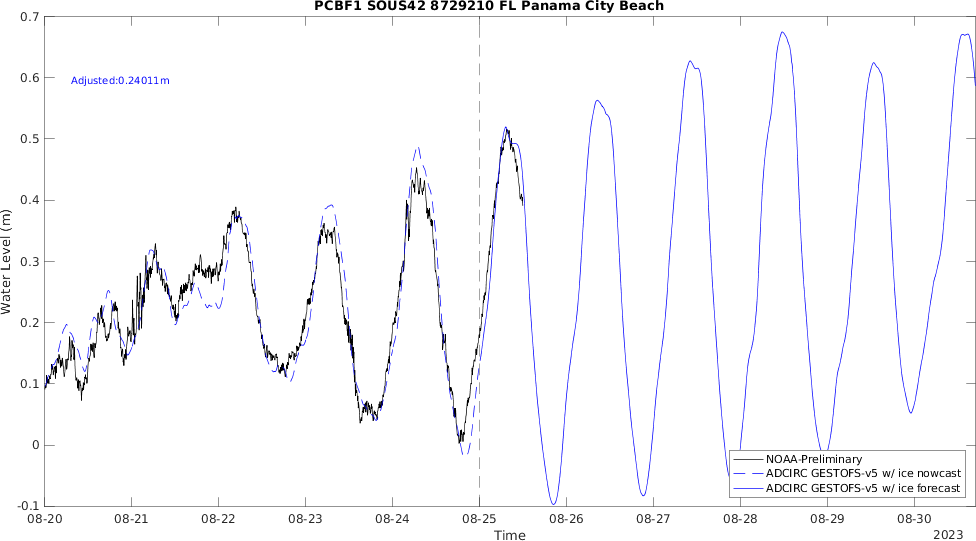 PCBF1 SOUS42 8729210 FL Panama City Beach
0.7
0.6
0.5
0.4
0.3
0.2
0.1
0
-0.1
Water Level (m)
Adjusted:0.24011m
NOAA-Preliminary
ADCIRC GESTOFS-v5 w/ ice nowcast
ADCIRC GESTOFS-v5 w/ ice forecast
08-20 08-21 08-22 08-23 08-24 08-25 08-26 08-27 08-28 08-29 08-30
Time
2023